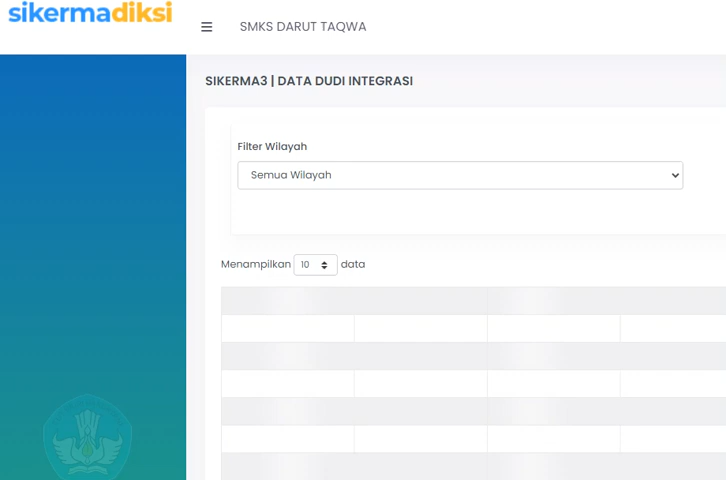 sikermadiksi
SMKS DARUT TAQWA
SIKERMA3 | DATA DUDI INTEGRASI
Filter Wilayah
Semua Wilayah
Menampilkan 10 data